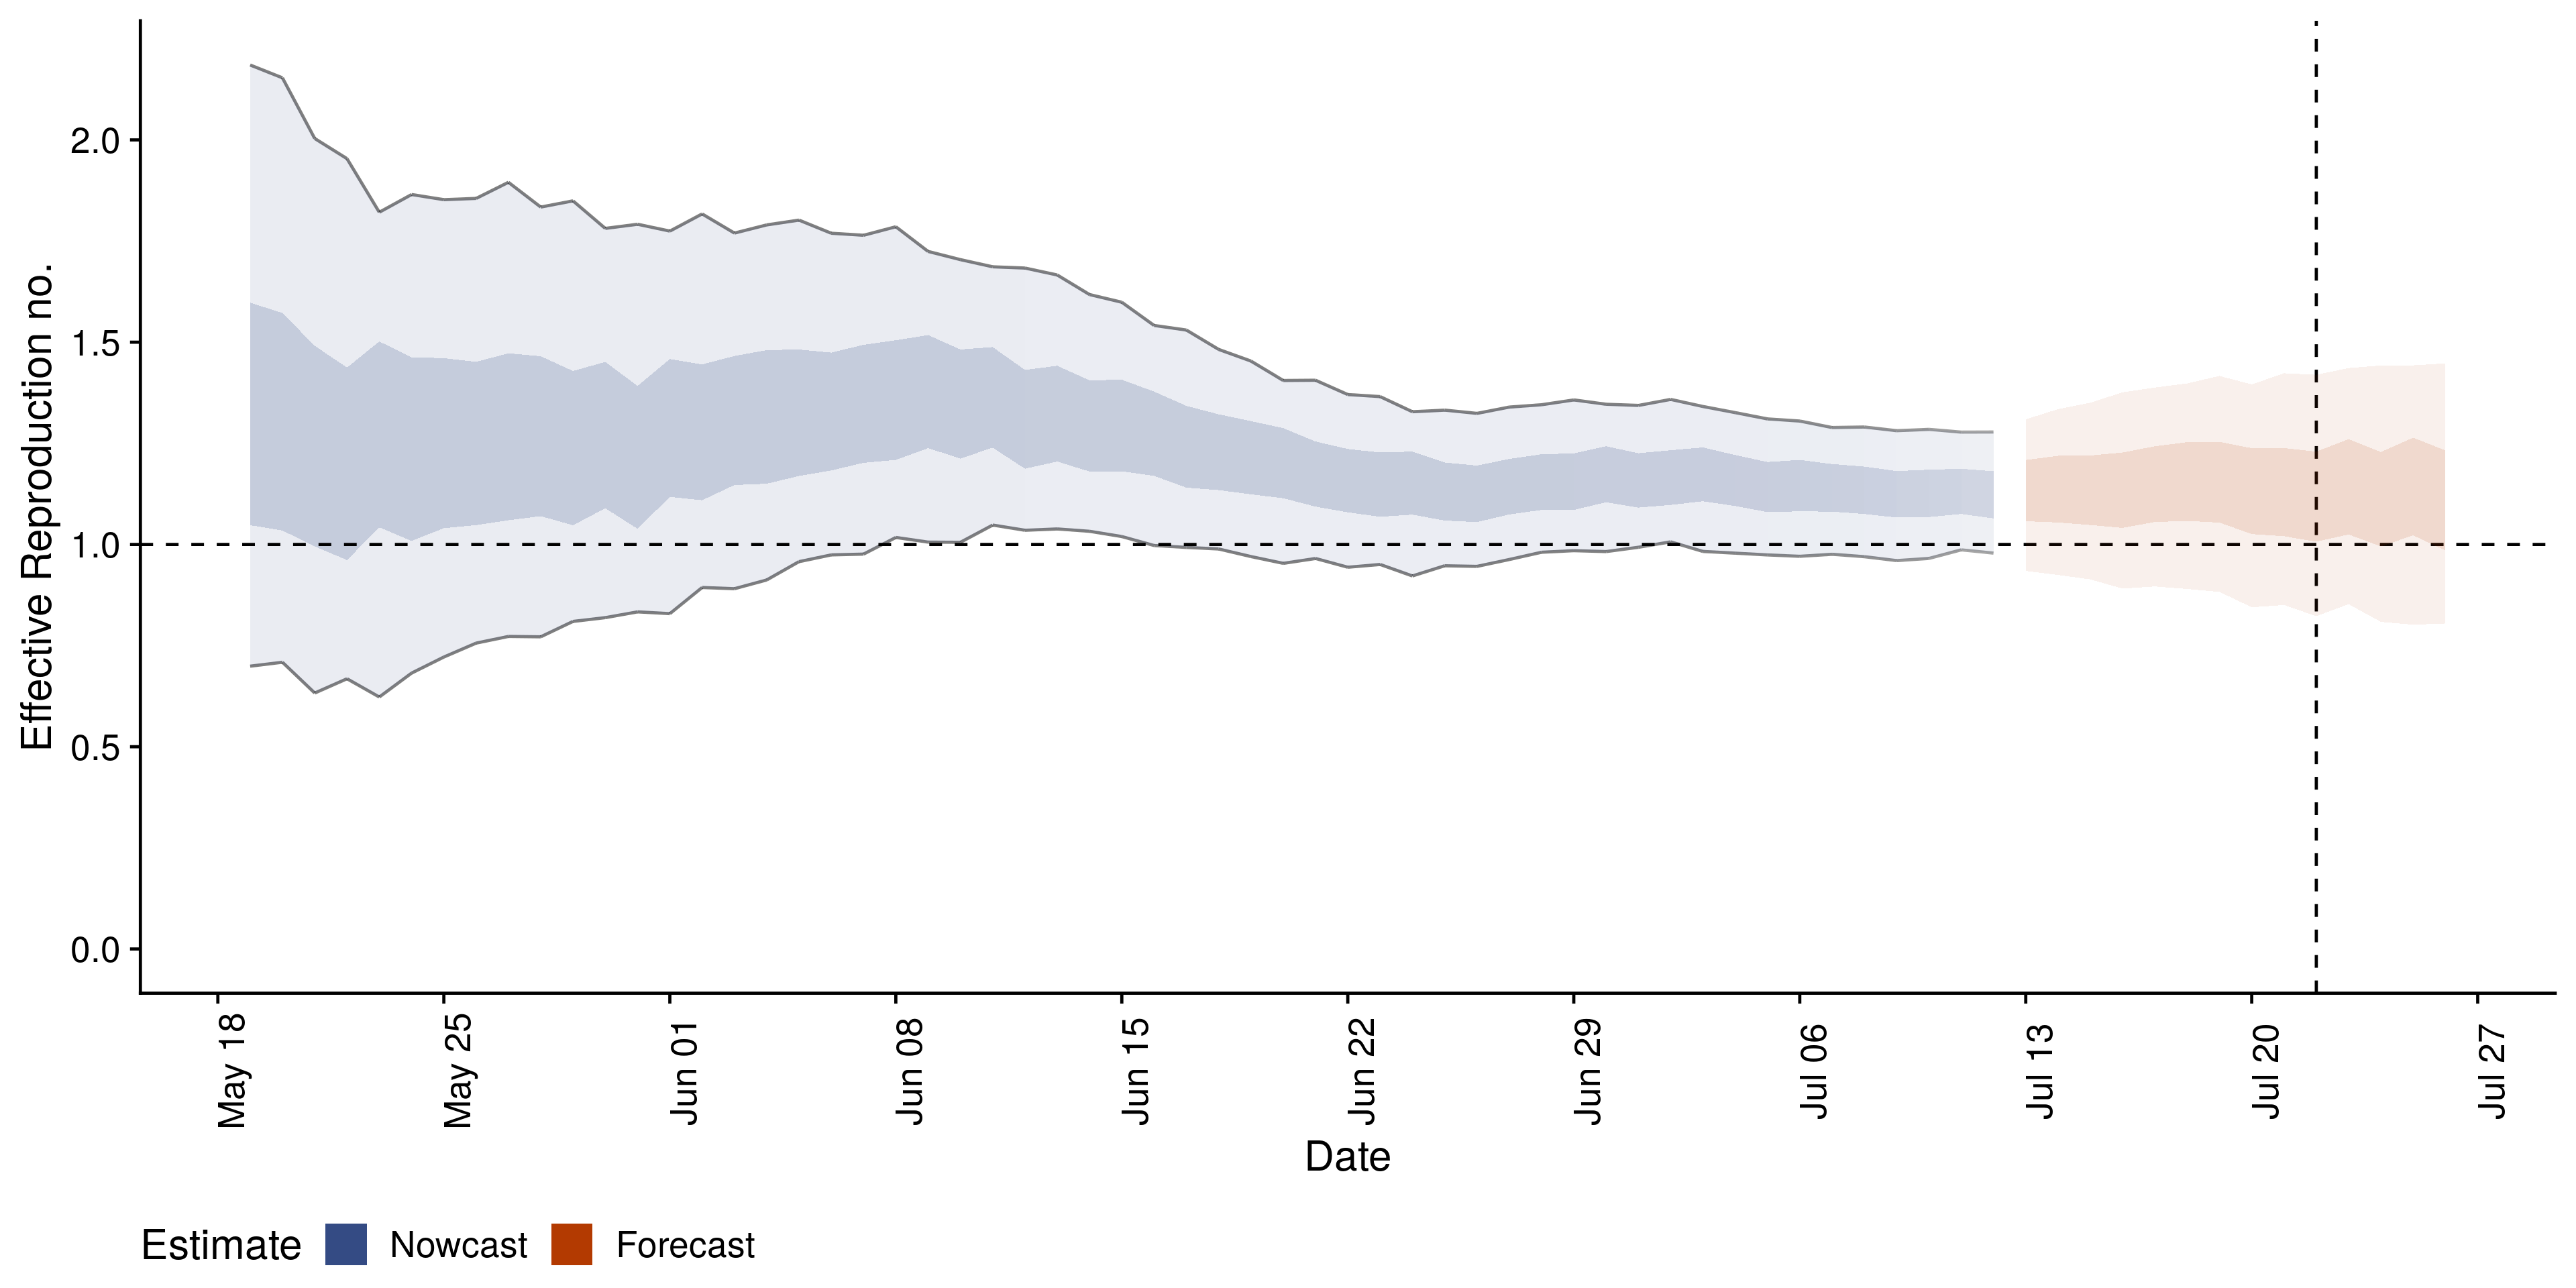 Effective Reproduction no.
2.0
1.5
1.0
0.5
0.0
May 18
May 25
Jun 01
Jun 08
Jun 15
Jun 22
Jun 29
Jul 06
Jul 13
Jul 20
Jul 27
Date
Estimate Nowcast Forecast